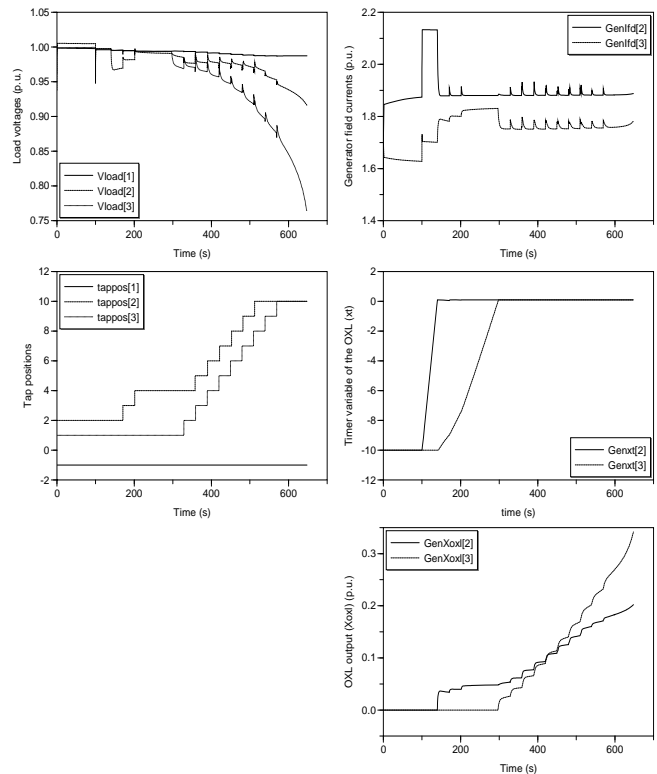 1.05
1.00
0.95
0.90
0.85
0.80
0.75
Load voltages (p.u.)
Vload[1]
Vload[2]
Vload[3]
0
200
400
600
Time (s)
2.2
2.0
1.8
1.6
1.4
Generator field currents (p.u.)
GenIfd[2]
GenIfd[3]
0
200
400
600
Time (s)
12
10
8
6
4
2
0
-2
Tap positions
tappos[1]
tappos[2]
tappos[3]
0
200
400
600
Time (s)
2
0
-2
-4
-6
-8
-10
-12
Timer variable of the OXL (xt)
Genxt[2]
Genxt[3]
0
200
400
600
time (s)
0.3
0.2
0.1
0.0
OXL output (Xoxl) (p.u.)
GenXoxl[2]
GenXoxl[3]
0
200
400
600
Time (s)